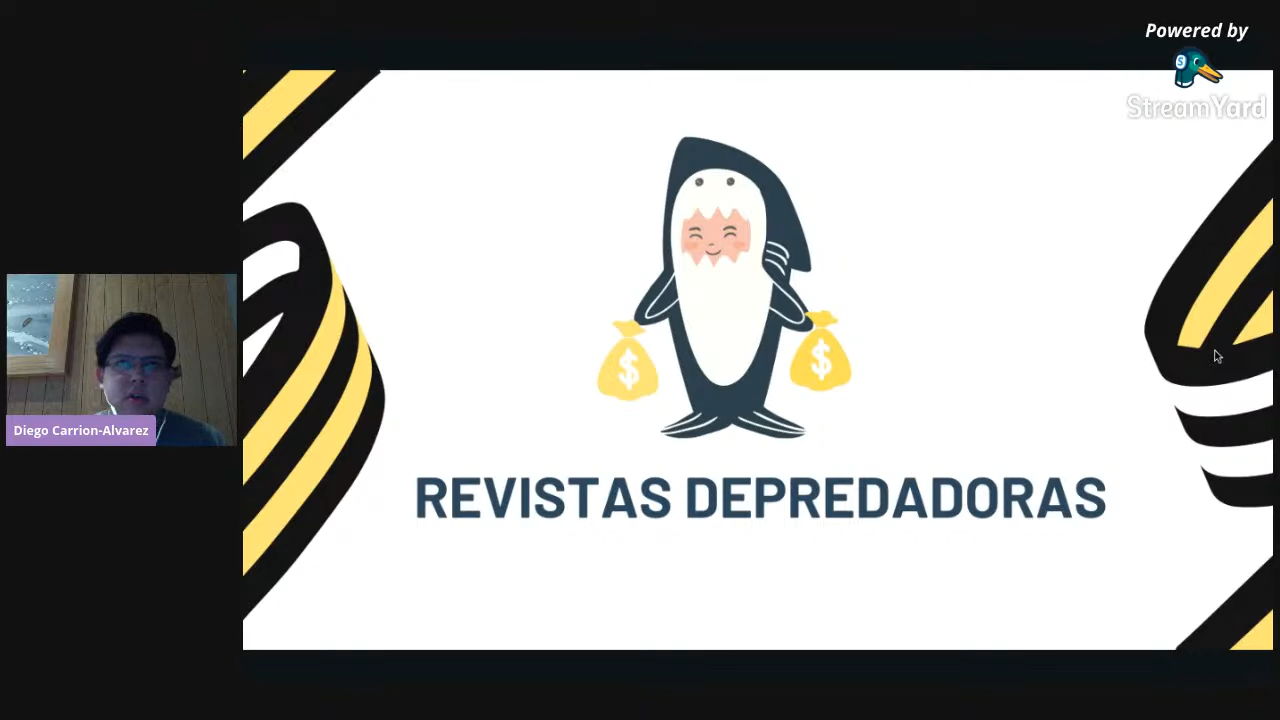 Powered by
StreamYard
Diego Carrion-Alvarez
$ $
REVISTAS DEPREDADORAS